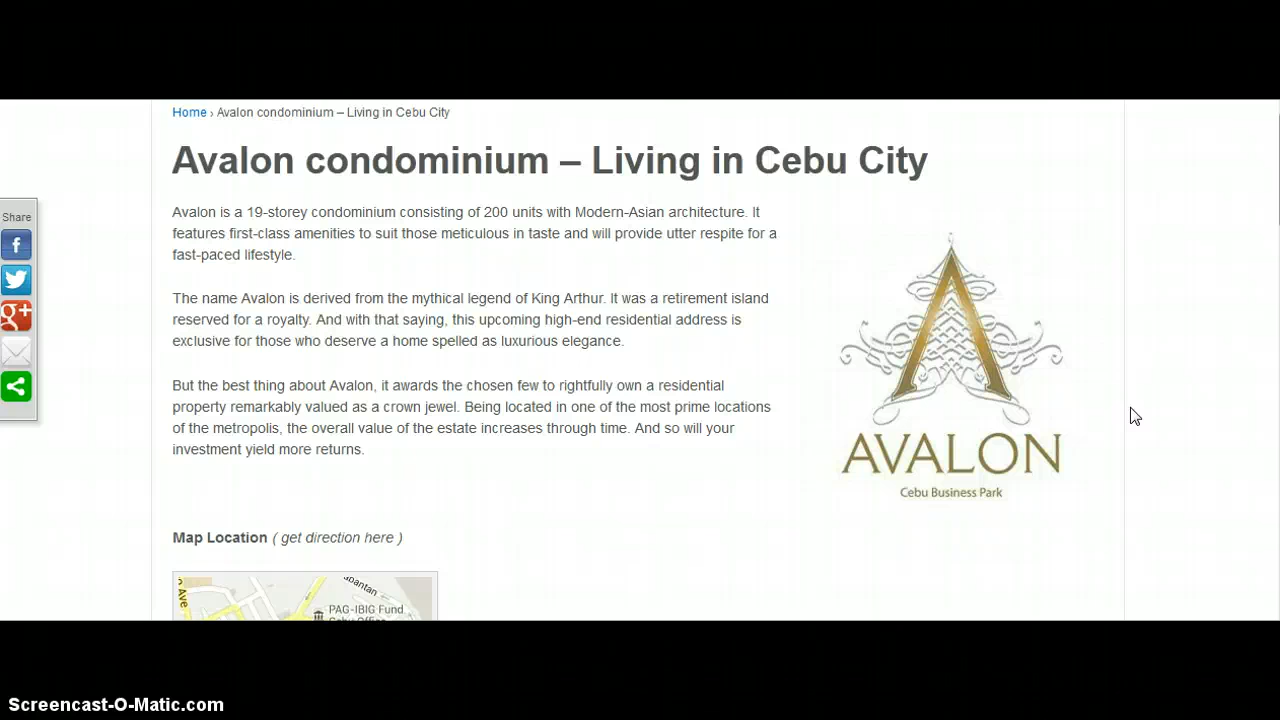 Home › Avalon condominium – Living in Cebu City
Avalon condominium – Living in Cebu City
Share
Avalon is a 19-storey condominium consisting of 200 units with Modern-Asian architecture. It
features first-class amenities to suit those meticulous in taste and will provide utter respite for a
fast-paced lifestyle.
The name Avalon is derived from the mythical legend of King Arthur. It was a retirement island
reserved for a royalty. And with that saying, this upcoming high-end residential address is
exclusive for those who deserve a home spelled as luxurious elegance.
But the best thing about Avalon, it awards the chosen few to rightfully own a residential
property remarkably valued as a crown jewel. Being located in one of the most prime locations
of the metropolis, the overall value of the estate increases through time. And so will your
investment yield more returns.
A
AVALON
Cebu Business Park
Map Location ( get direction here )
Ave
PAG-IBIG Fund
Cebu Office
f
g+
Screencast-O-Matic.com